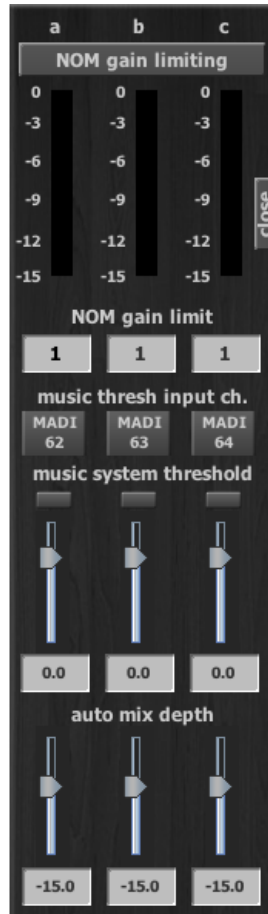 a b c
NOM gain limiting
0 0 0
-3 -3 -3
-6 -6 -6
-9 -9 -9
close
-12 -12 -12
-15 -15 -15
NOM gain limit
1 1 1
music thresh input ch.
MADI MADI MADI
62 63 64
music system threshold
0.0 0.0 0.0
auto mix depth
-15.0 -15.0 -15.0